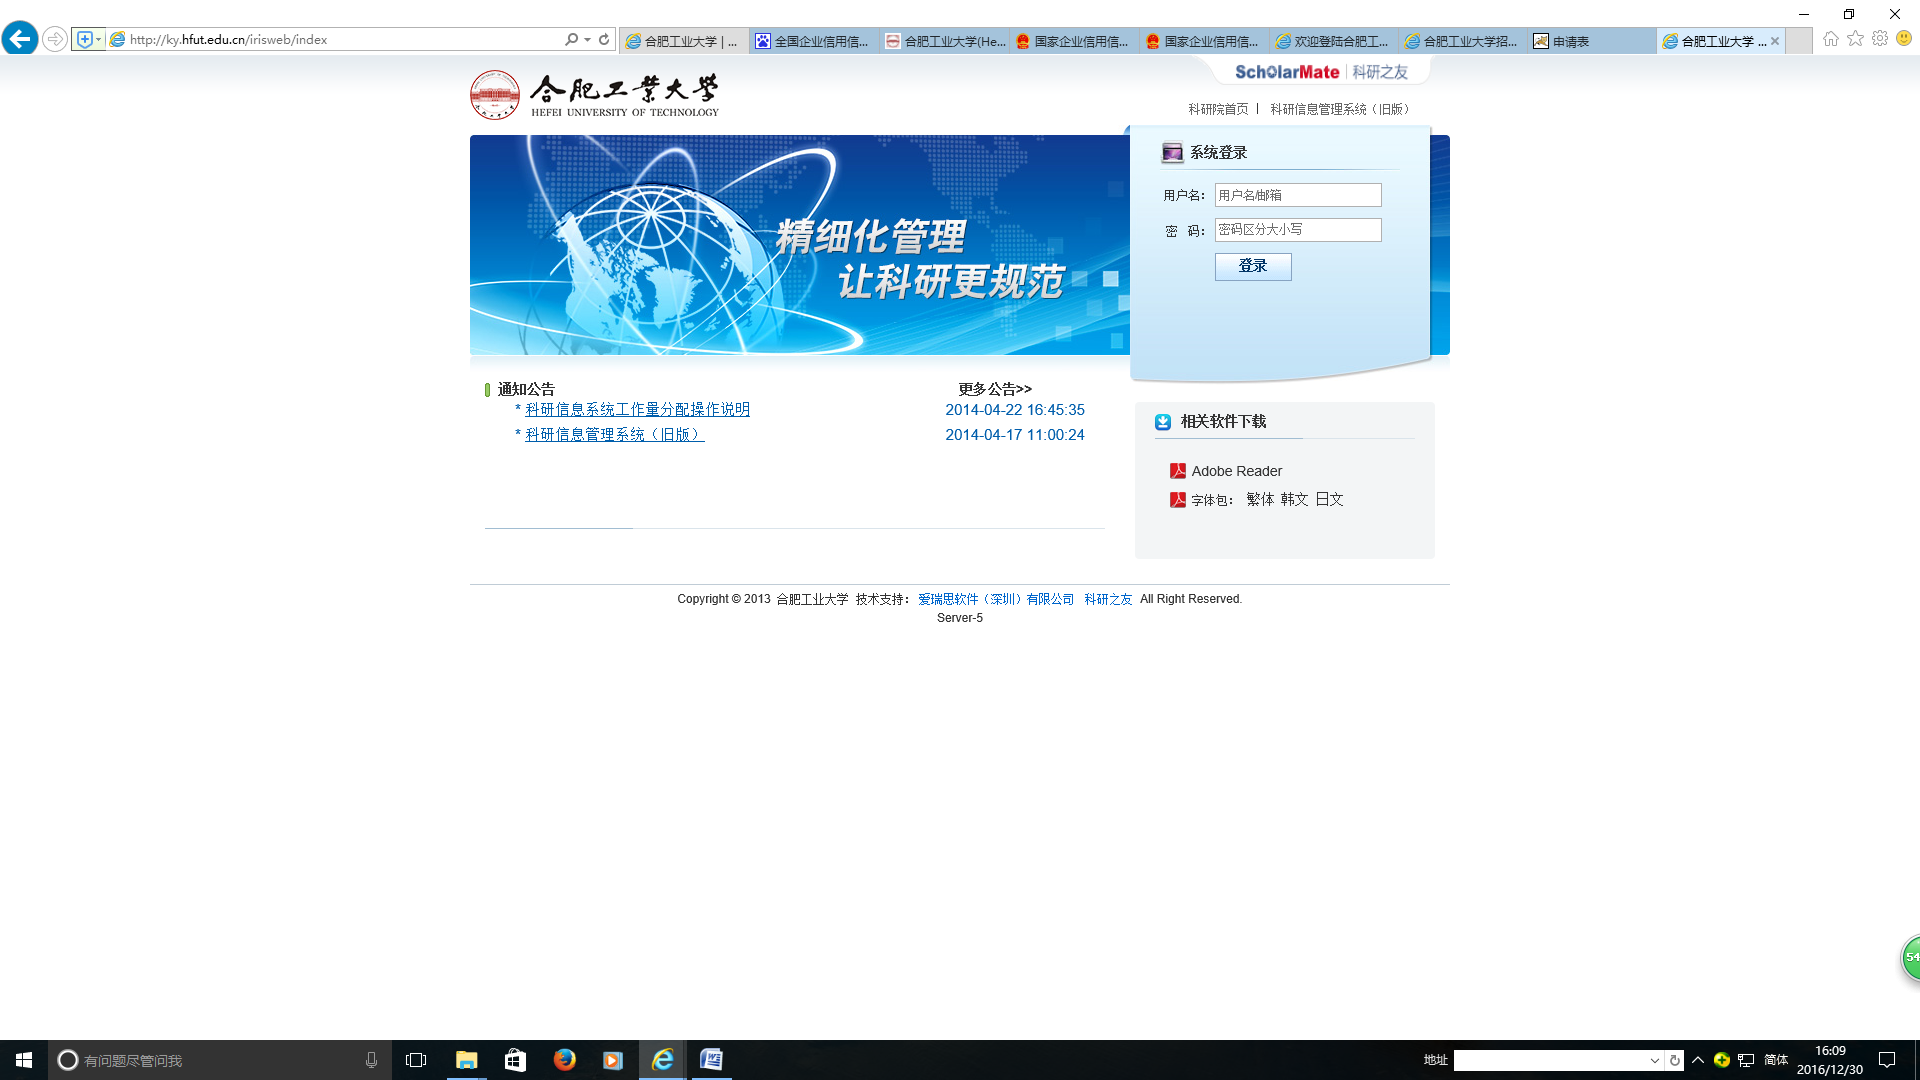 http://ky.hfut.edu.cn/irisweb/index
合肥工业大学 | ...
全国企业信用信...
合肥工业大学(He...
国家企业信用信...
国家企业信用信...
欢迎登陆合肥工...
合肥工业大学招...
申请表
合肥工业大学 ...
合肥工業大學
HEFEI UNIVERSITY OF TECHNOLOGY
ScholarMate 科研之友
科研院首页 | 科研信息管理系统（旧版）
精细化管理
让科研更规范
系统登录
用户名： 用户名/邮箱
密 码： 密码区分大小写
登录
通知公告 更多公告>>
* 科研信息系统工作量分配操作说明 2014-04-22 16:45:35
* 科研信息管理系统（旧版） 2014-04-17 11:00:24
相关软件下载
Adobe Reader
字体包： 繁体 韩文 日文
Copyright © 2013 合肥工业大学 技术支持： 爱瑞思软件（深圳）有限公司 科研之友 All Right Reserved.
Server-5
54
有问题尽管问我
地址
简体
16:09
2016/12/30